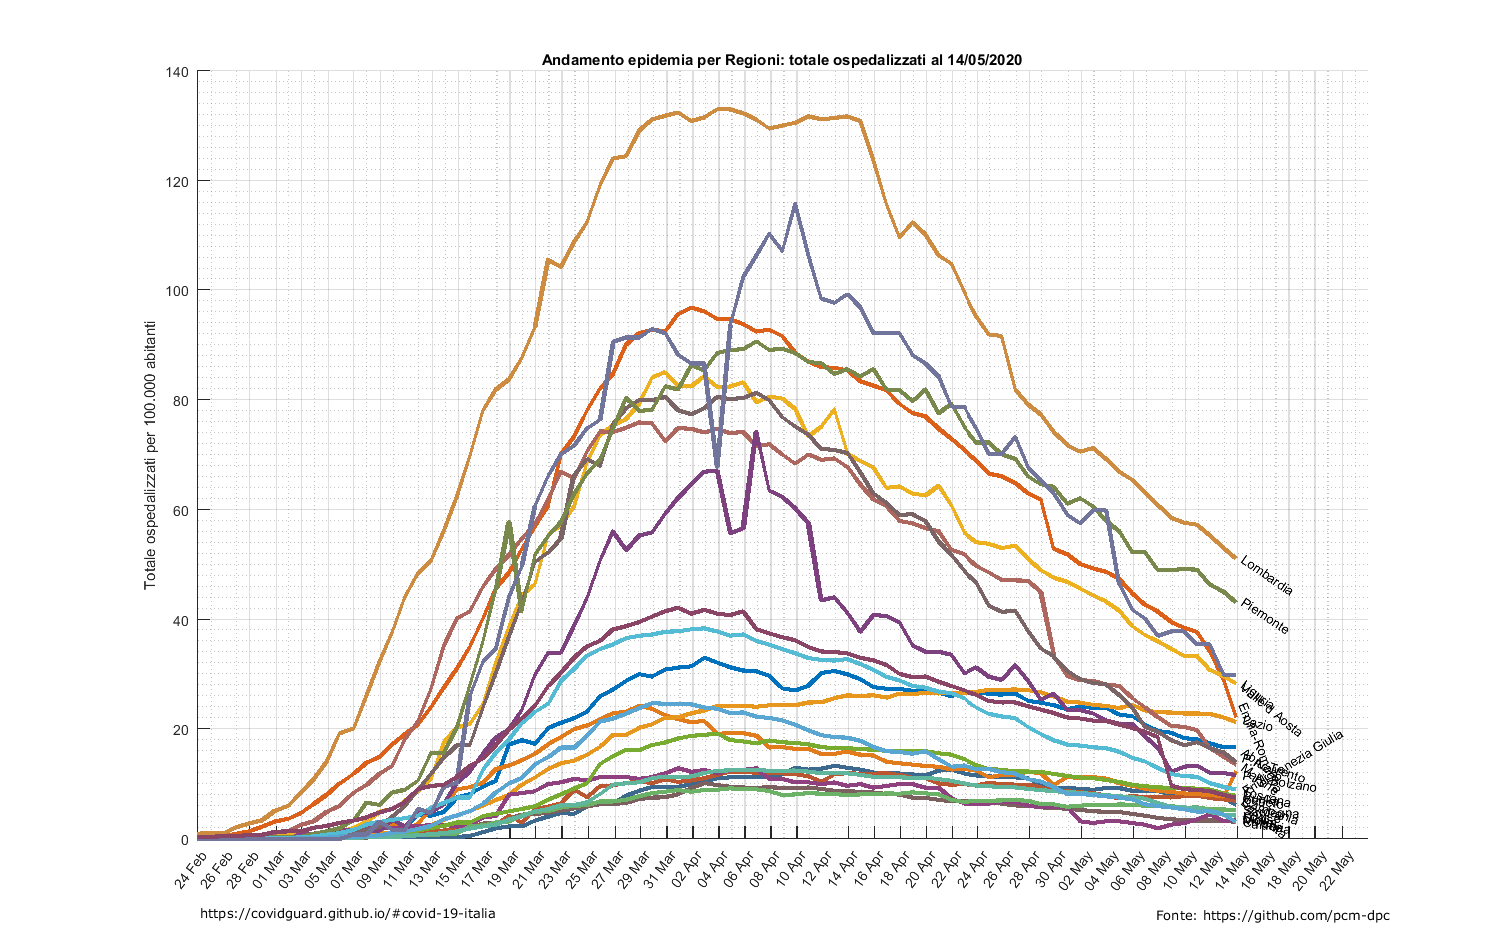 Andamento epidemia per Regioni: totale ospedalizzati al 14/05/2020
Totale ospedalizzati per 100.000 abitanti
140
120
100
80
60
40
20
0
Lombardia
Piemonte
Liguria
24 Feb
26 Feb
28 Feb
01 Mar
03 Mar
05 Mar
07 Mar
09 Mar
11 Mar
13 Mar
15 Mar
17 Mar
19 Mar
21 Mar
23 Mar
25 Mar
27 Mar
29 Mar
31 Mar
02 Apr
04 Apr
06 Apr
08 Apr
10 Apr
12 Apr
14 Apr
16 Apr
18 Apr
20 Apr
22 Apr
24 Apr
26 Apr
28 Apr
30 Apr
02 May
04 May
06 May
08 May
10 May
12 May
14 May
16 May
18 May
20 May
22 May
https://covidguard.github.io/#covid-19-italia
Fonte: https://github.com/pcm-dpc